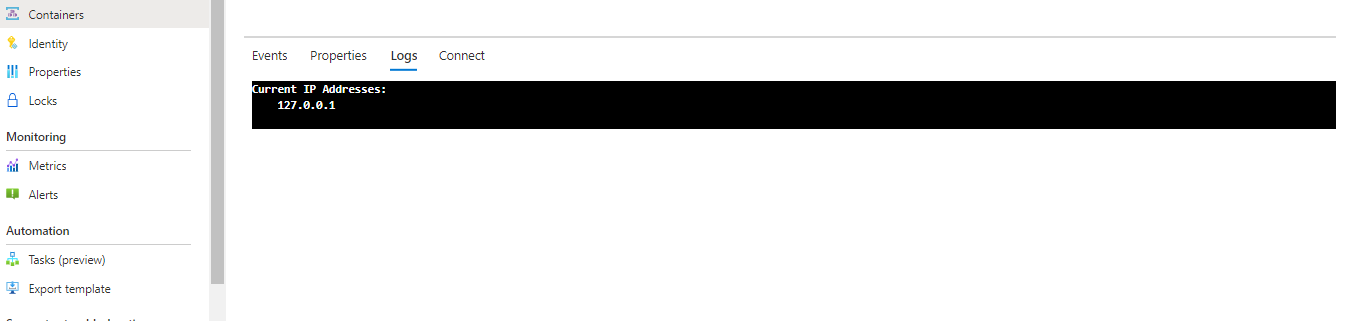 Containers
Identity
Properties
Locks
Monitoring
Metrics
Alerts
Automation
Tasks (preview)
Export template
Events Properties Logs Connect
Current IP Addresses:
127.0.0.1